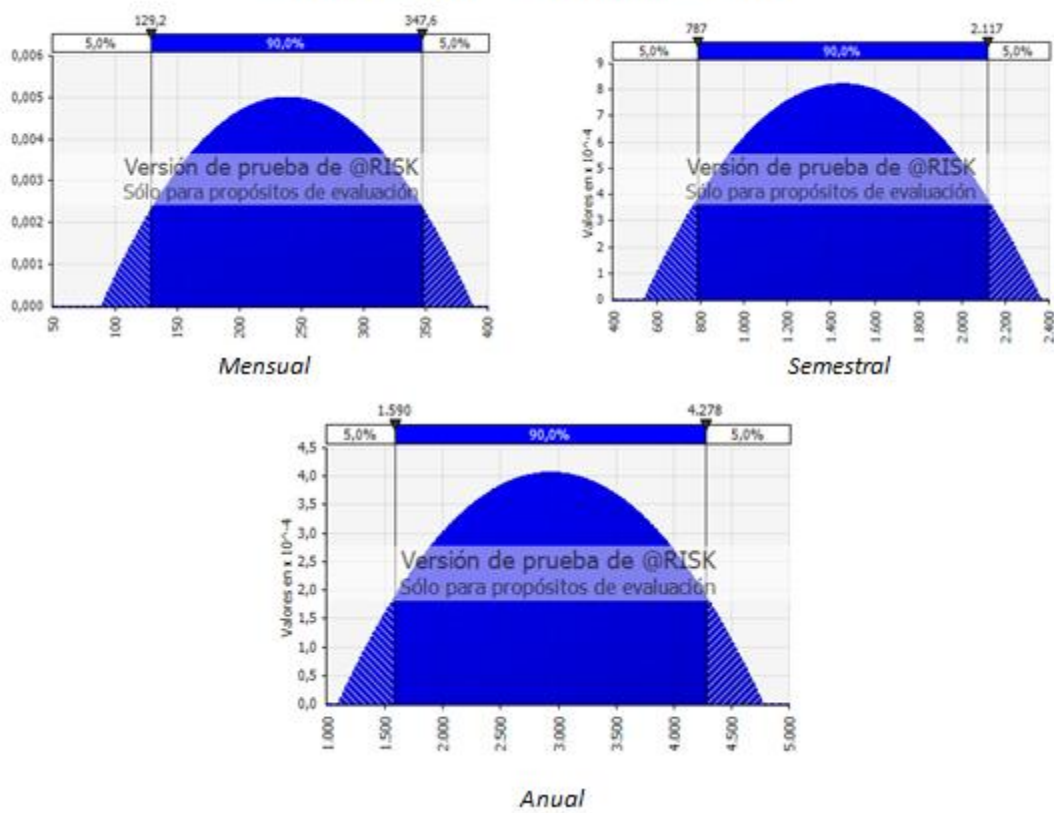 129,2 347,6
5,0% 90,0% 5,0%
0,006
0,005
0,004
0,003
0,002
0,001
0,000
Versión de prueba de @RISK
Sólo para propósitos de evaluación
50 100 150 200 250 300 350 400
Mensual
787 2.117
5,0% 90,0% 5,0%
Valores en x 10^-4
9
8
7
6
5
4
3
2
1
0
Versión de prueba de @RISK
Sólo para propósitos de evaluación
400 600 800 1.000 1.200 1.400 1.600 1.800 2.000 2.200 2.400
Semestral
1.590 4.278
5,0% 90,0% 5,0%
Valores en x 10^-4
4,5
4,0
3,5
3,0
2,5
2,0
1,5
1,0
0,5
0,0
Versión de prueba de @RISK
Sólo para propósitos de evaluación
1.000 1.500 2.000 2.500 3.000 3.500 4.000 4.500 5.000
Anual